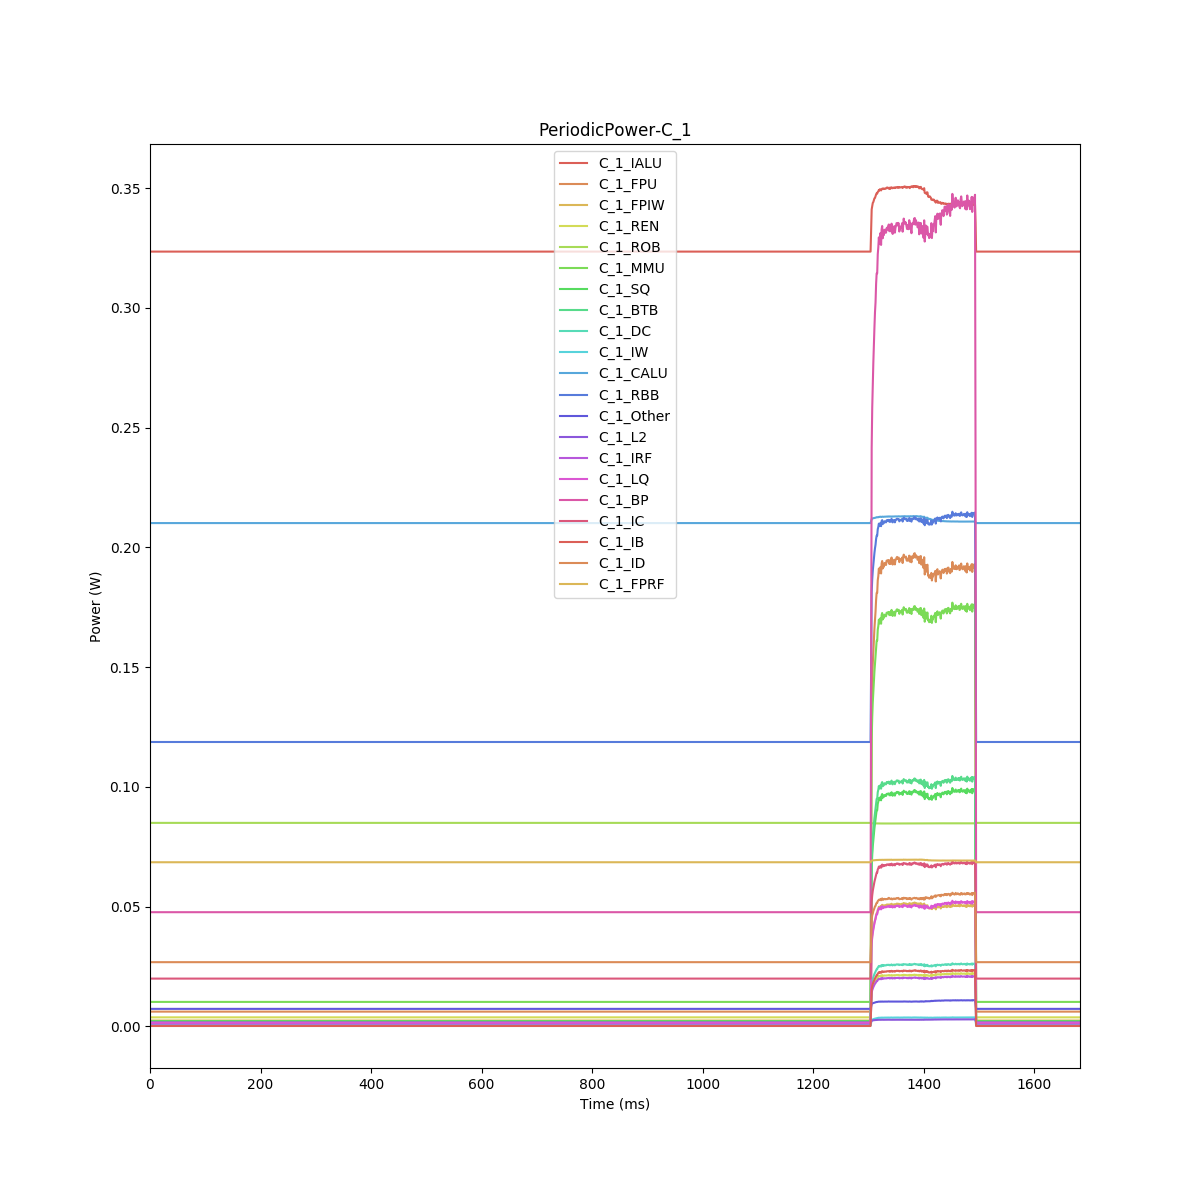 PeriodicPower-C_1
C_1_IALU
C_1_FPU
C_1_FPIW
C_1_REN
C_1_ROB
C_1_MMU
C_1_SQ
C_1_BTB
C_1_DC
C_1_IW
C_1_CALU
C_1_RBB
C_1_Other
C_1_L2
C_1_IRF
C_1_LQ
C_1_BP
C_1_IC
C_1_IB
C_1_ID
C_1_FPRF
Power (W)
0.35
0.30
0.25
0.20
0.15
0.10
0.05
0.00
0 200 400 600 800 1000 1200 1400 1600
Time (ms)